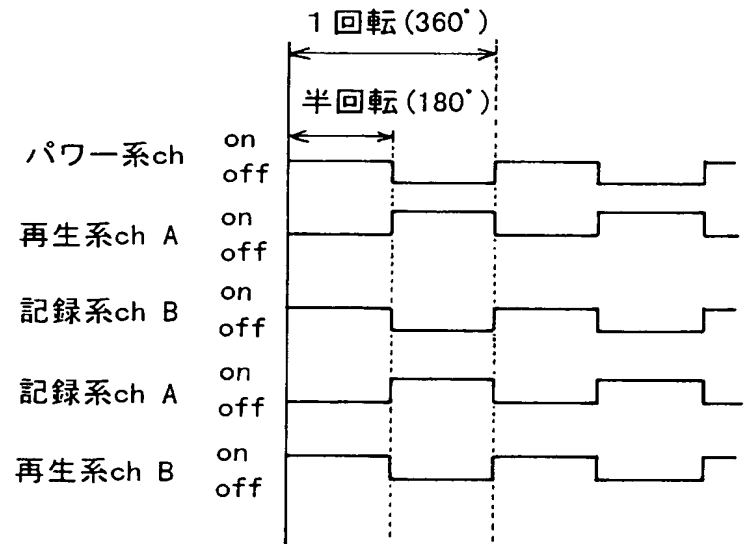 1回転(360°)
半回転(180°)
パワー系ch on
off
再生系ch A on
off
記録系ch B on
off
記録系ch A on
off
再生系ch B on
off